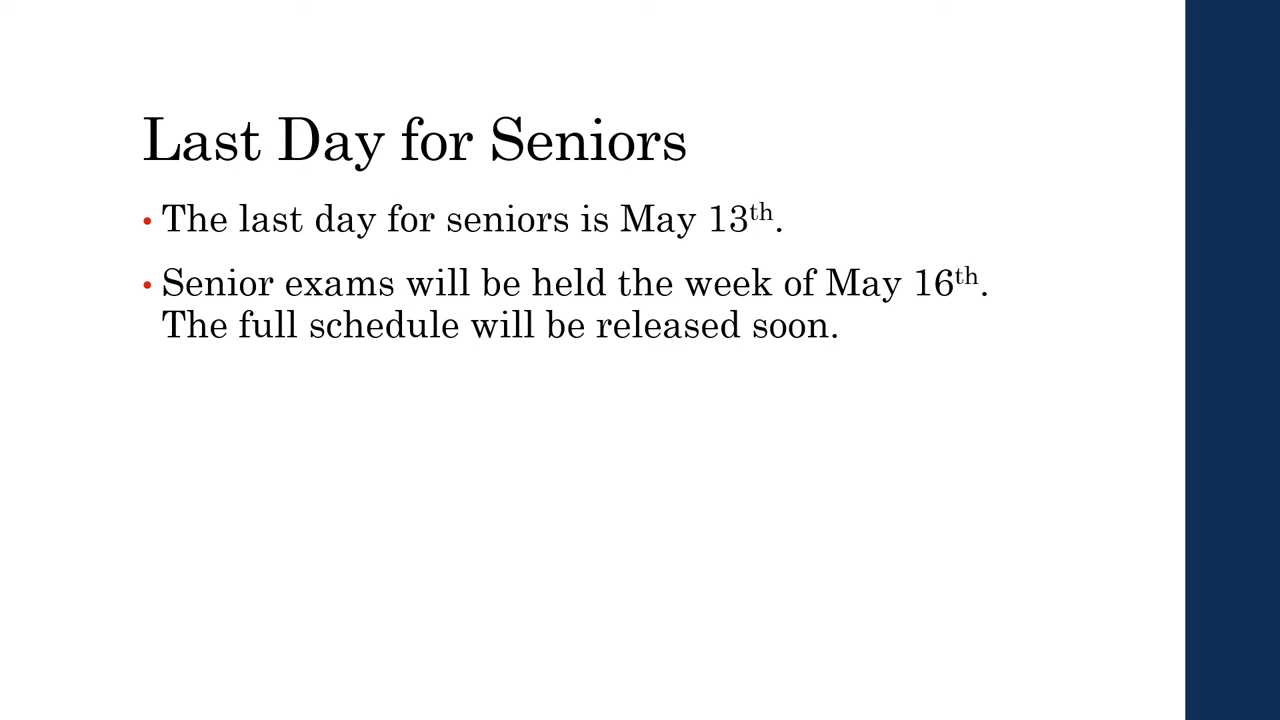 Last Day for Seniors
• The last day for seniors is May 13th.
• Senior exams will be held the week of May 16th.
The full schedule will be released soon.